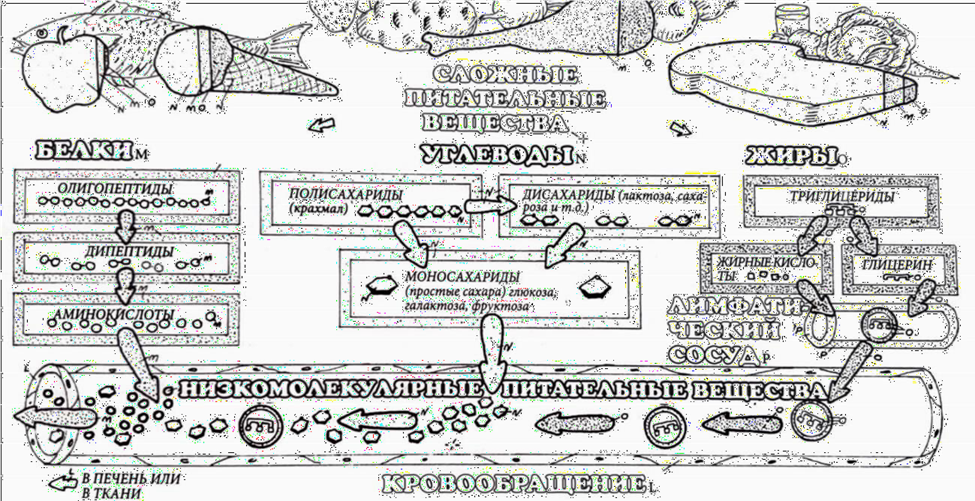 СЛОЖНЫЕ
ПИТАТЕЛЬНЫЕ
ВЕЩЕСТВА
БЕЛКИ M
УГЛЕВОДЫ N
ЖИРЫ O
ОЛИГОПЕПТИДЫ
ДИПЕПТИДЫ
АМИНОКИСЛОТЫ
ПОЛИСАХАРИДЫ
(крахмал)
ДИСАХАРИДЫ (лактоза, саха-
роза и т.д.)
МОНОСАХАРИДЫ
(простые сахара) глюкоза,
галактоза, фруктоза
ТРИГЛИЦЕРИДЫ
ЖИРНЫЕ КИСЛО-
ТЫ
ГЛИЦЕРИН
ЛИМФАТИ-
ЧЕСКИЙ
СОСУД P
НИЗКОМОЛЕКУЛЯРНЫЕ ПИТАТЕЛЬНЫЕ ВЕЩЕСТВА
В ПЕЧЕНЬ ИЛИ
В ТКАНИ
КРОВООБРАЩЕНИЕ L